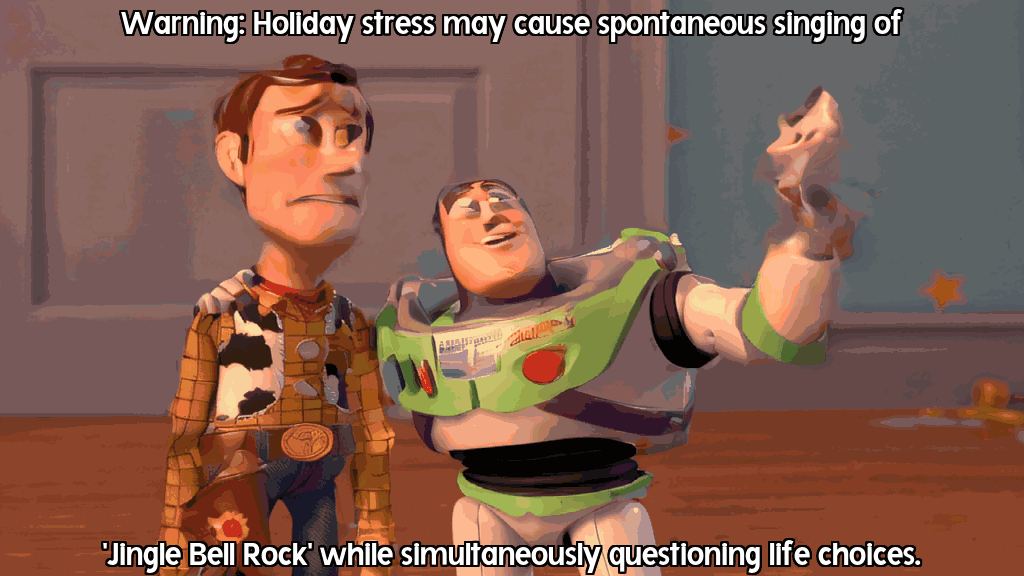 Warning: Holiday stress may cause spontaneous singing of
'Jingle Bell Rock' while simultaneously questioning life choices.